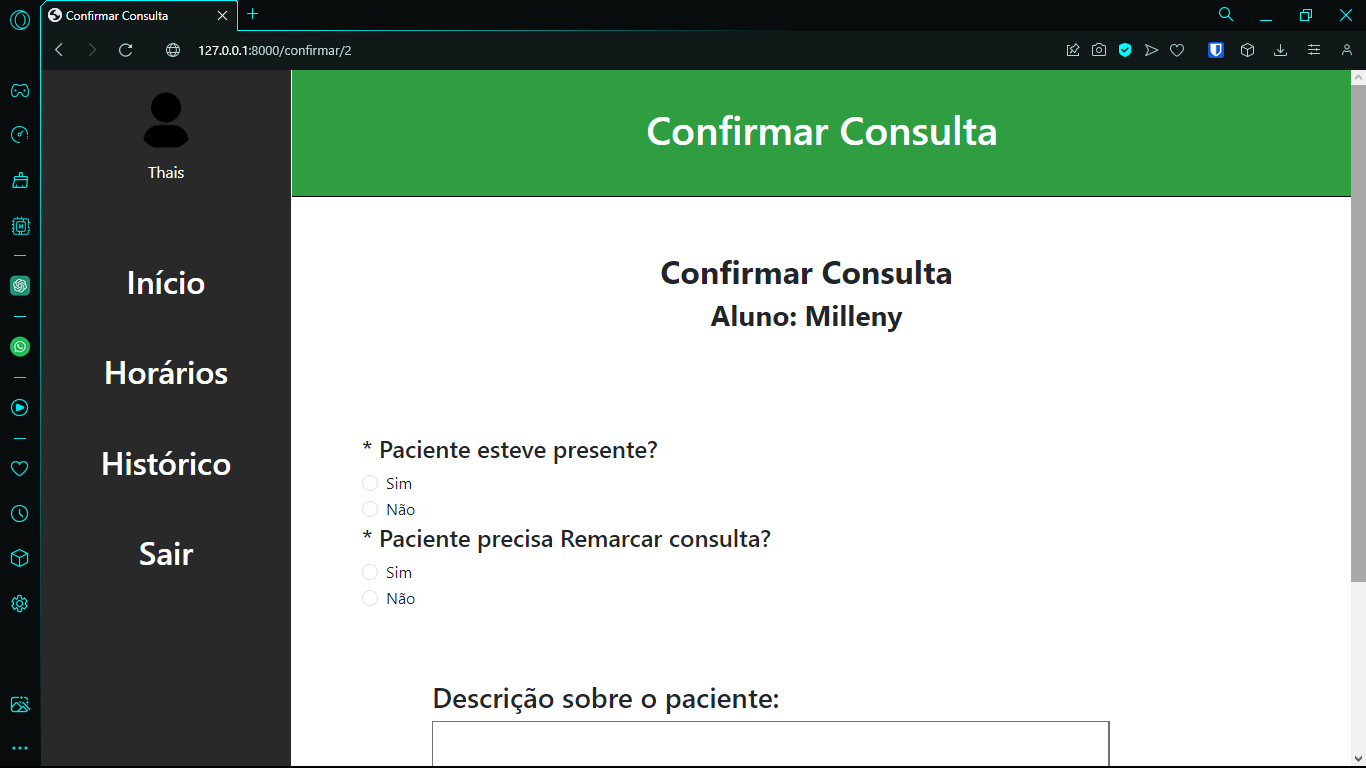 Confirmar Consulta
127.0.0.1:8000/confirmar/2
Thais
Início
Horários
Histórico
Sair
Confirmar Consulta
Confirmar Consulta
Aluno: Milleny
* Paciente esteve presente?
Sim
Não
* Paciente precisa Remarcar consulta?
Sim
Não
Descrição sobre o paciente: